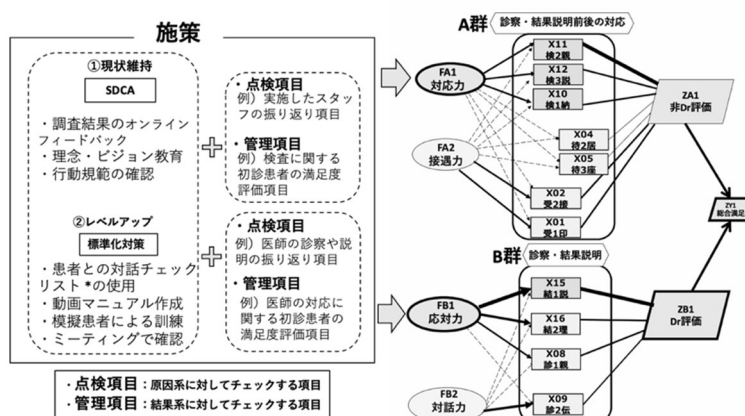 施策
①現状維持
SDCA
・調査結果のオンライン
フィードバック
・理念・ビジョン教育
・行動規範の確認
・点検項目
例）実施したスタッ
フの振り返り項目
・管理項目
例）検査に関する
初診患者の満足度
評価項目
②レベルアップ
標準化対策
・患者との対話チェック
リスト*の使用
・動画マニュアル作成
・模擬患者による訓練
・ミーティングで確認
・点検項目
例）医師の診察や説
明の振り返り項目
・管理項目
例）医師の対応に
関する初診患者の
満足度評価項目
・点検項目：原因系に対してチェックする項目
・管理項目：結果系に対してチェックする項目
A群
診察・結果説明前後の対応
FA1
対応力
FA2
接遇力
X11
検2親
X12
検3説
X10
検1納
X04
待2居
X05
待3座
X02
受2接
X01
受1印
ZA1
非Dr評価
ZY1
総合満足
B群
診察・結果説明
FB1
応対力
FB2
対話力
X15
結1説
X16
結2理
X08
診1親
X09
診2伝
ZB1
Dr評価